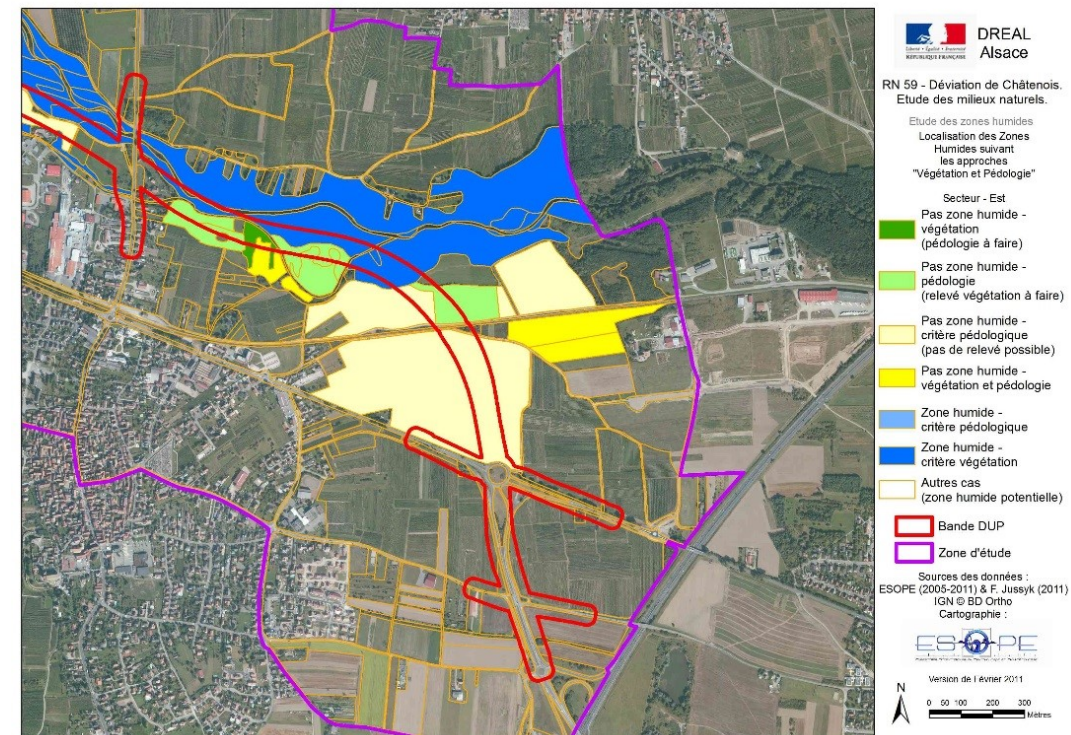 Liberté • Égalité • Fraternité
RÉPUBLIQUE FRANÇAISE
DREAL
Alsace
RN 59 - Déviation de Châtenois.
Etude des milieux naturels.
Etude des zones humides
Localisation des Zones
Humides suivant
les approches
"Végétation et Pédologie"
Secteur - Est
Pas zone humide -
végétation
(pédologie à faire)
Pas zone humide -
pédologie
(relevé végétation à faire)
Pas zone humide -
critère pédologique
(pas de relevé possible)
Pas zone humide -
végétation et pédologie
Zone humide -
critère pédologique
Zone humide -
critère végétation
Autres cas
(zone humide potentielle)
Bande DUP
Zone d'étude
Sources des données :
ESOPE (2005-2011) & F. Jussyk (2011)
IGN © BD Ortho
Cartographie :
ESOPE
Version de Février 2011
N
0 50 100 200 300
Mètres